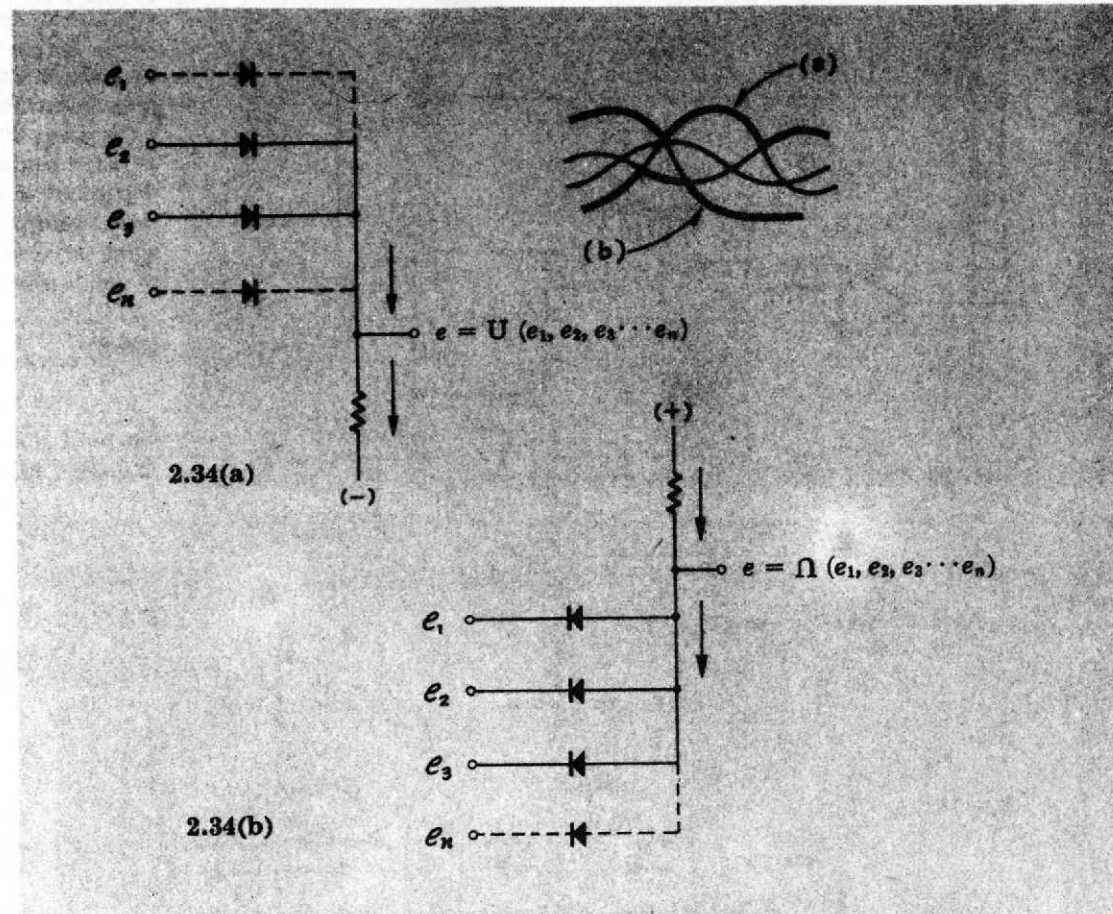 e₁
(a)
e₂
e₃
(b)
eₙ
e = U (e₁, e₂, e₃···eₙ)
(+)
2.34(a)
(−)
e = ∩ (e₁, e₂, e₃···eₙ)
e₁
e₂
e₃
2.34(b)
eₙ